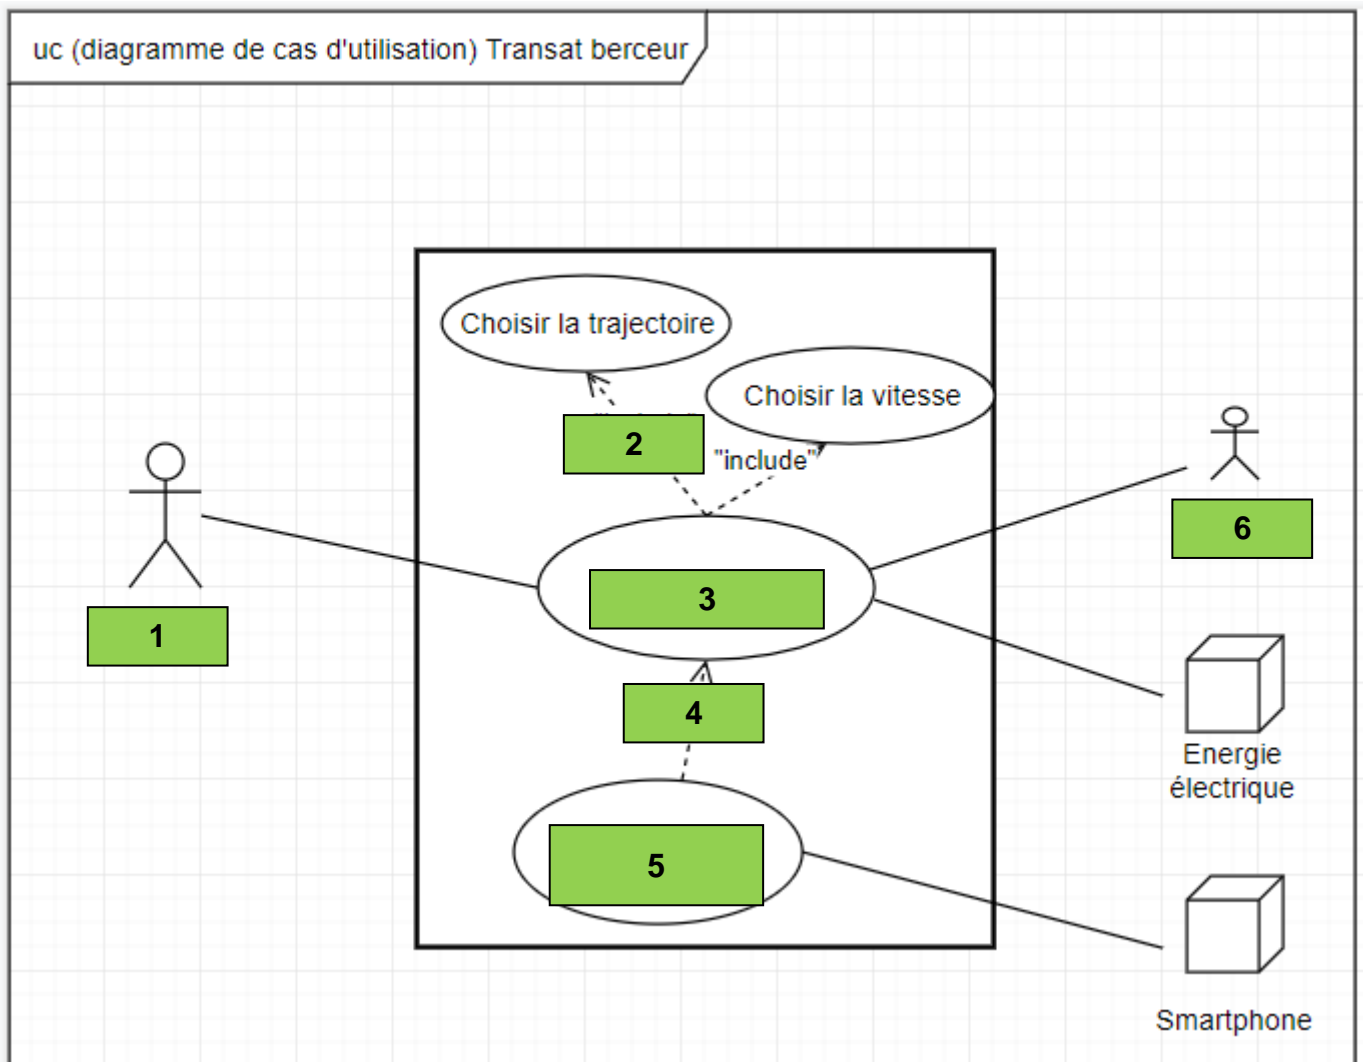 uc (diagramme de cas d'utilisation) Transat berceur
Choisir la trajectoire
Choisir la vitesse
2
"include"
6
3
1
4
Energie
électrique
5
Smartphone